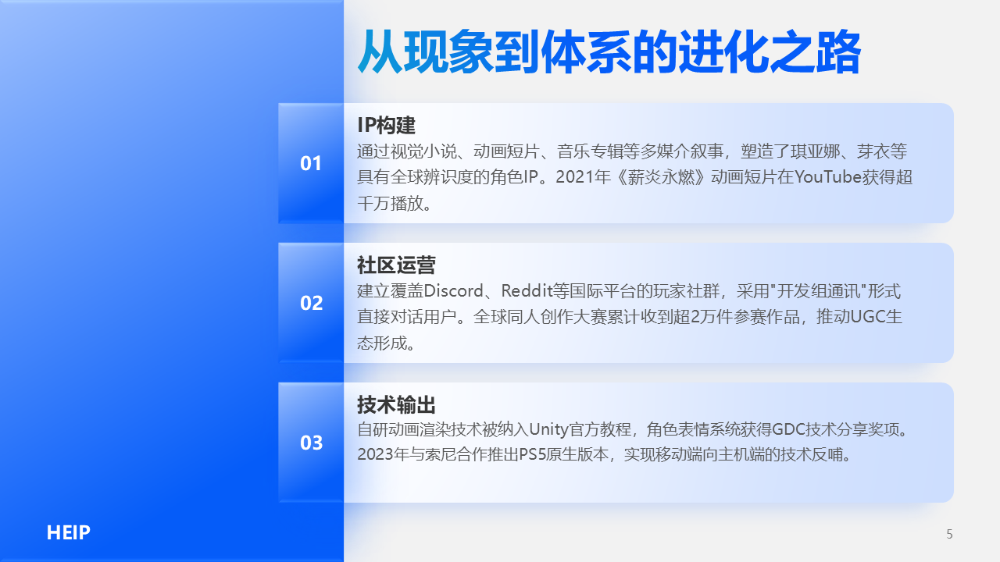 从现象到体系的进化之路
01
IP构建
通过视觉小说、动画短片、音乐专辑等多媒介叙事，塑造了琪亚娜、芽衣等
具有全球辨识度的角色IP。2021年《薪炎永燃》动画短片在YouTube获得超
千万播放。
02
社区运营
建立覆盖Discord、Reddit等国际平台的玩家社群，采用"开发组通讯"形式
直接对话用户。全球同人创作大赛累计收到超2万件参赛作品，推动UGC生
态形成。
03
技术输出
自研动画渲染技术被纳入Unity官方教程，角色表情系统获得GDC技术分享奖项。
2023年与索尼合作推出PS5原生版本，实现移动端向主机端的技术反哺。
HEIP
5